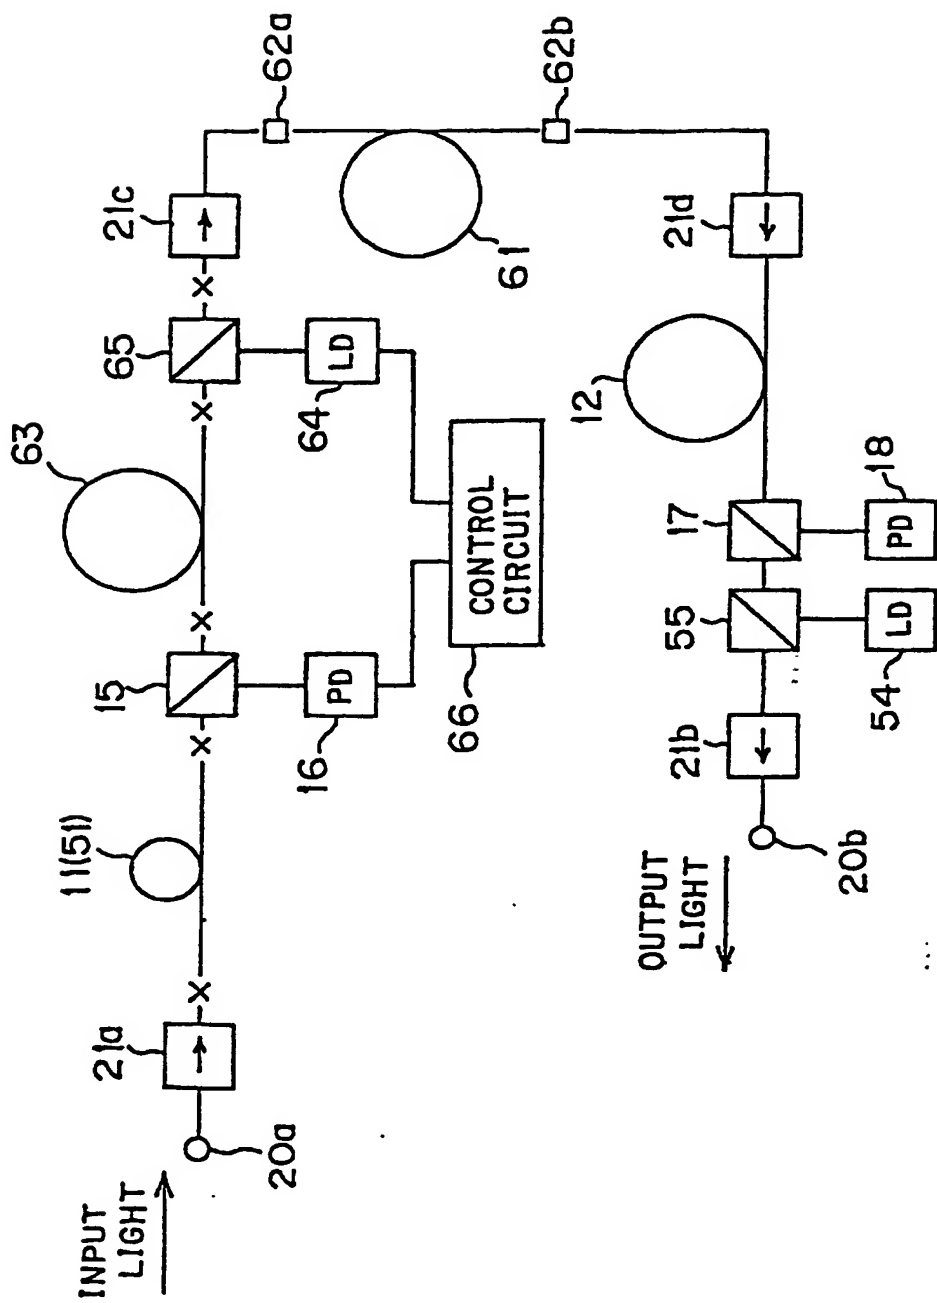 INPUT
LIGHT
20a
21a
11(51)
15
16
PD
63
65
64
LD
66
CONTROL
CIRCUIT
21c
62a
61
62b
21d
12
17
18
PD
55
54
LD
21b
20b
OUTPUT
LIGHT